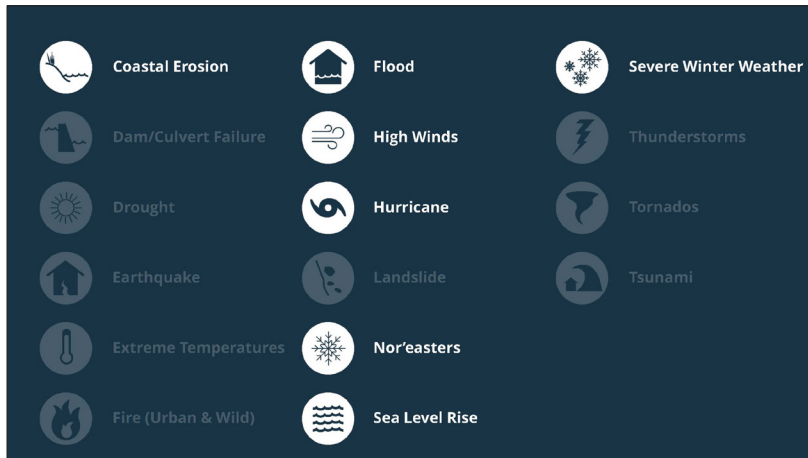 Coastal Erosion
Dam/Culvert Failure
Drought
Earthquake
Extreme Temperatures
Fire (Urban & Wild)
Flood
High Winds
Hurricane
Landslide
Nor’easters
Sea Level Rise
Severe Winter Weather
Thunderstorms
Tornados
Tsunami